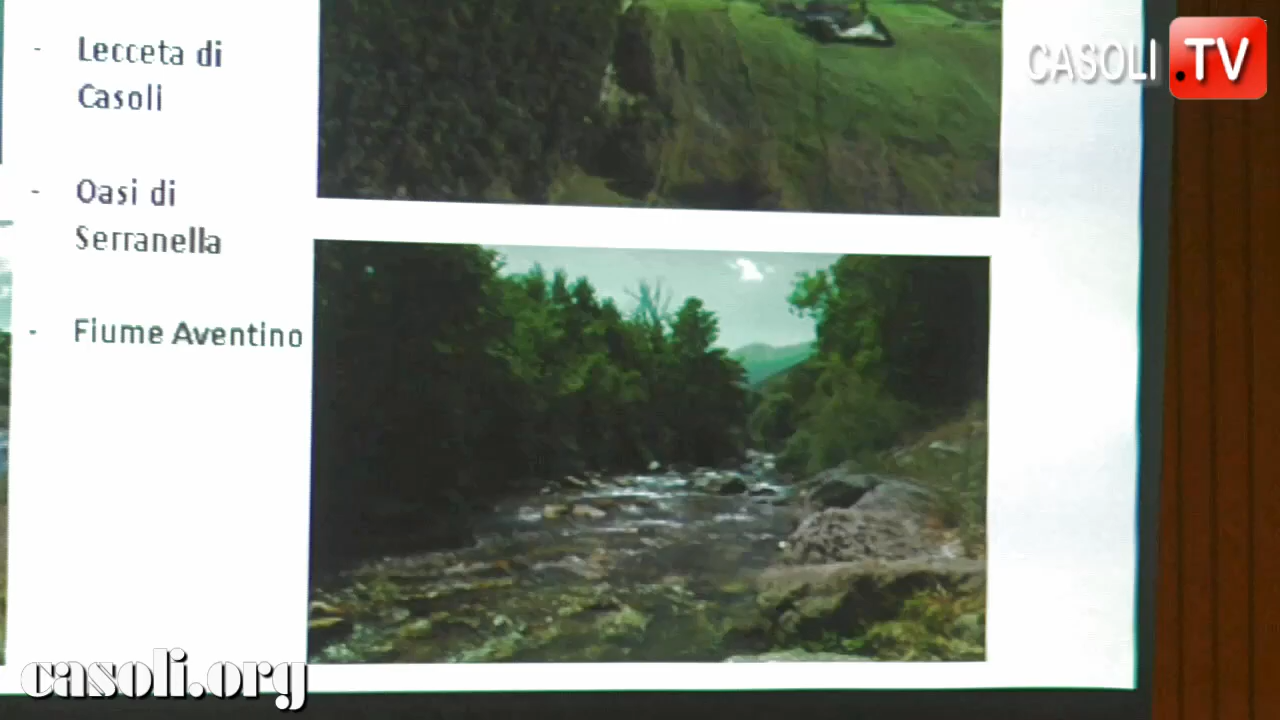 - Lecceta di
Casoli
- Oasi di
Serranella
- Fiume Aventino
CASOLI .TV
casoli.org